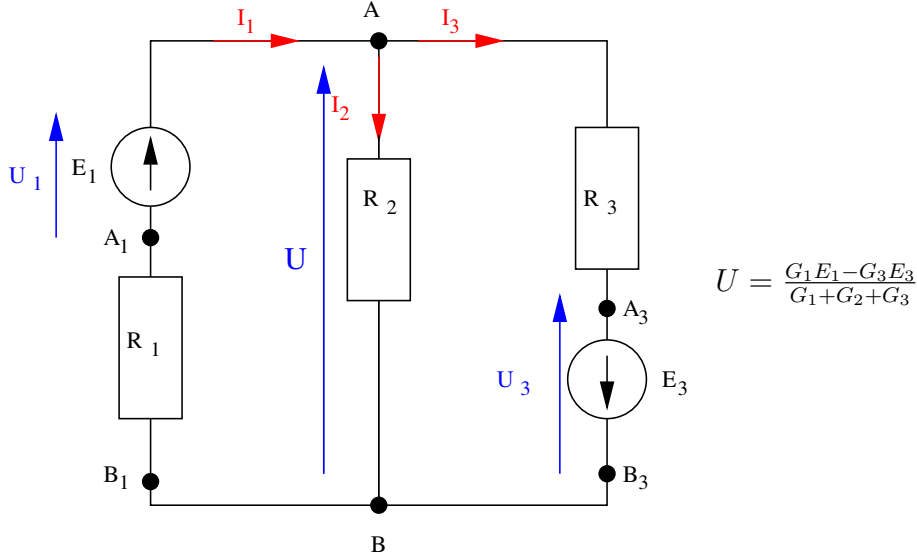 A
I1
I3
I2
E1
U 1
R 2
R 3
A1
U
U = G1E1−G3E3 / G1+G2+G3
A3
R 1
U 3
E3
B1
B3
B